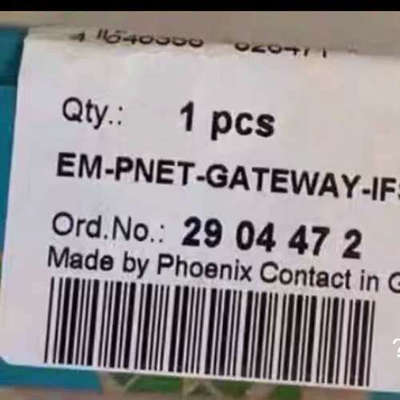 Qty.: 1 pcs
EM-PNET-GATEWAY-IF
Ord.No.: 29 04 47 2
Made by Phoenix Contact in